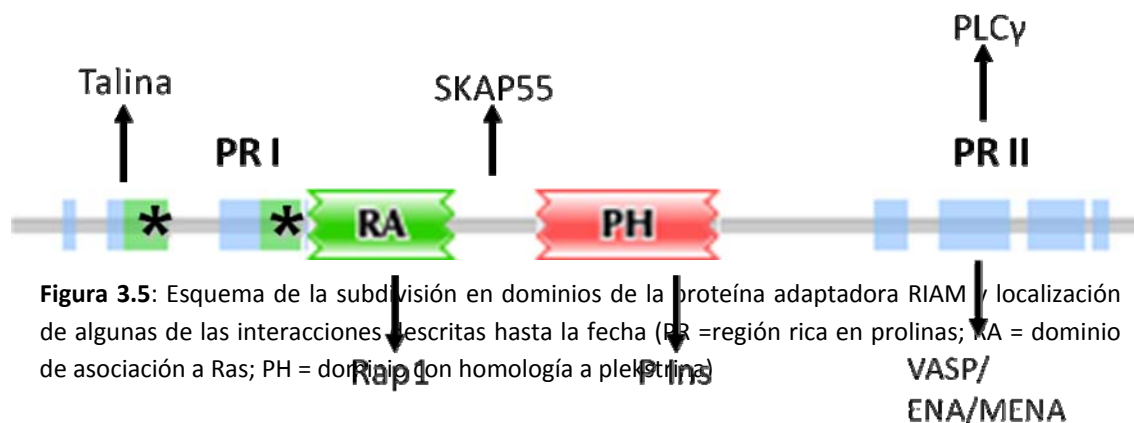 PLCγ
Talina
SKAP55
PR I
PR II
* *
RA
PH
Figura 3.5: Esquema de la subdivisión en dominios de la proteína adaptadora RIAM y localización
de algunas de las interacciones descritas hasta la fecha (PR =región rica en prolinas; RA = dominio
de asociación a Ras; PH = dominio con homología a plekstrina)
Rap1
VASP/
ENA/MENA